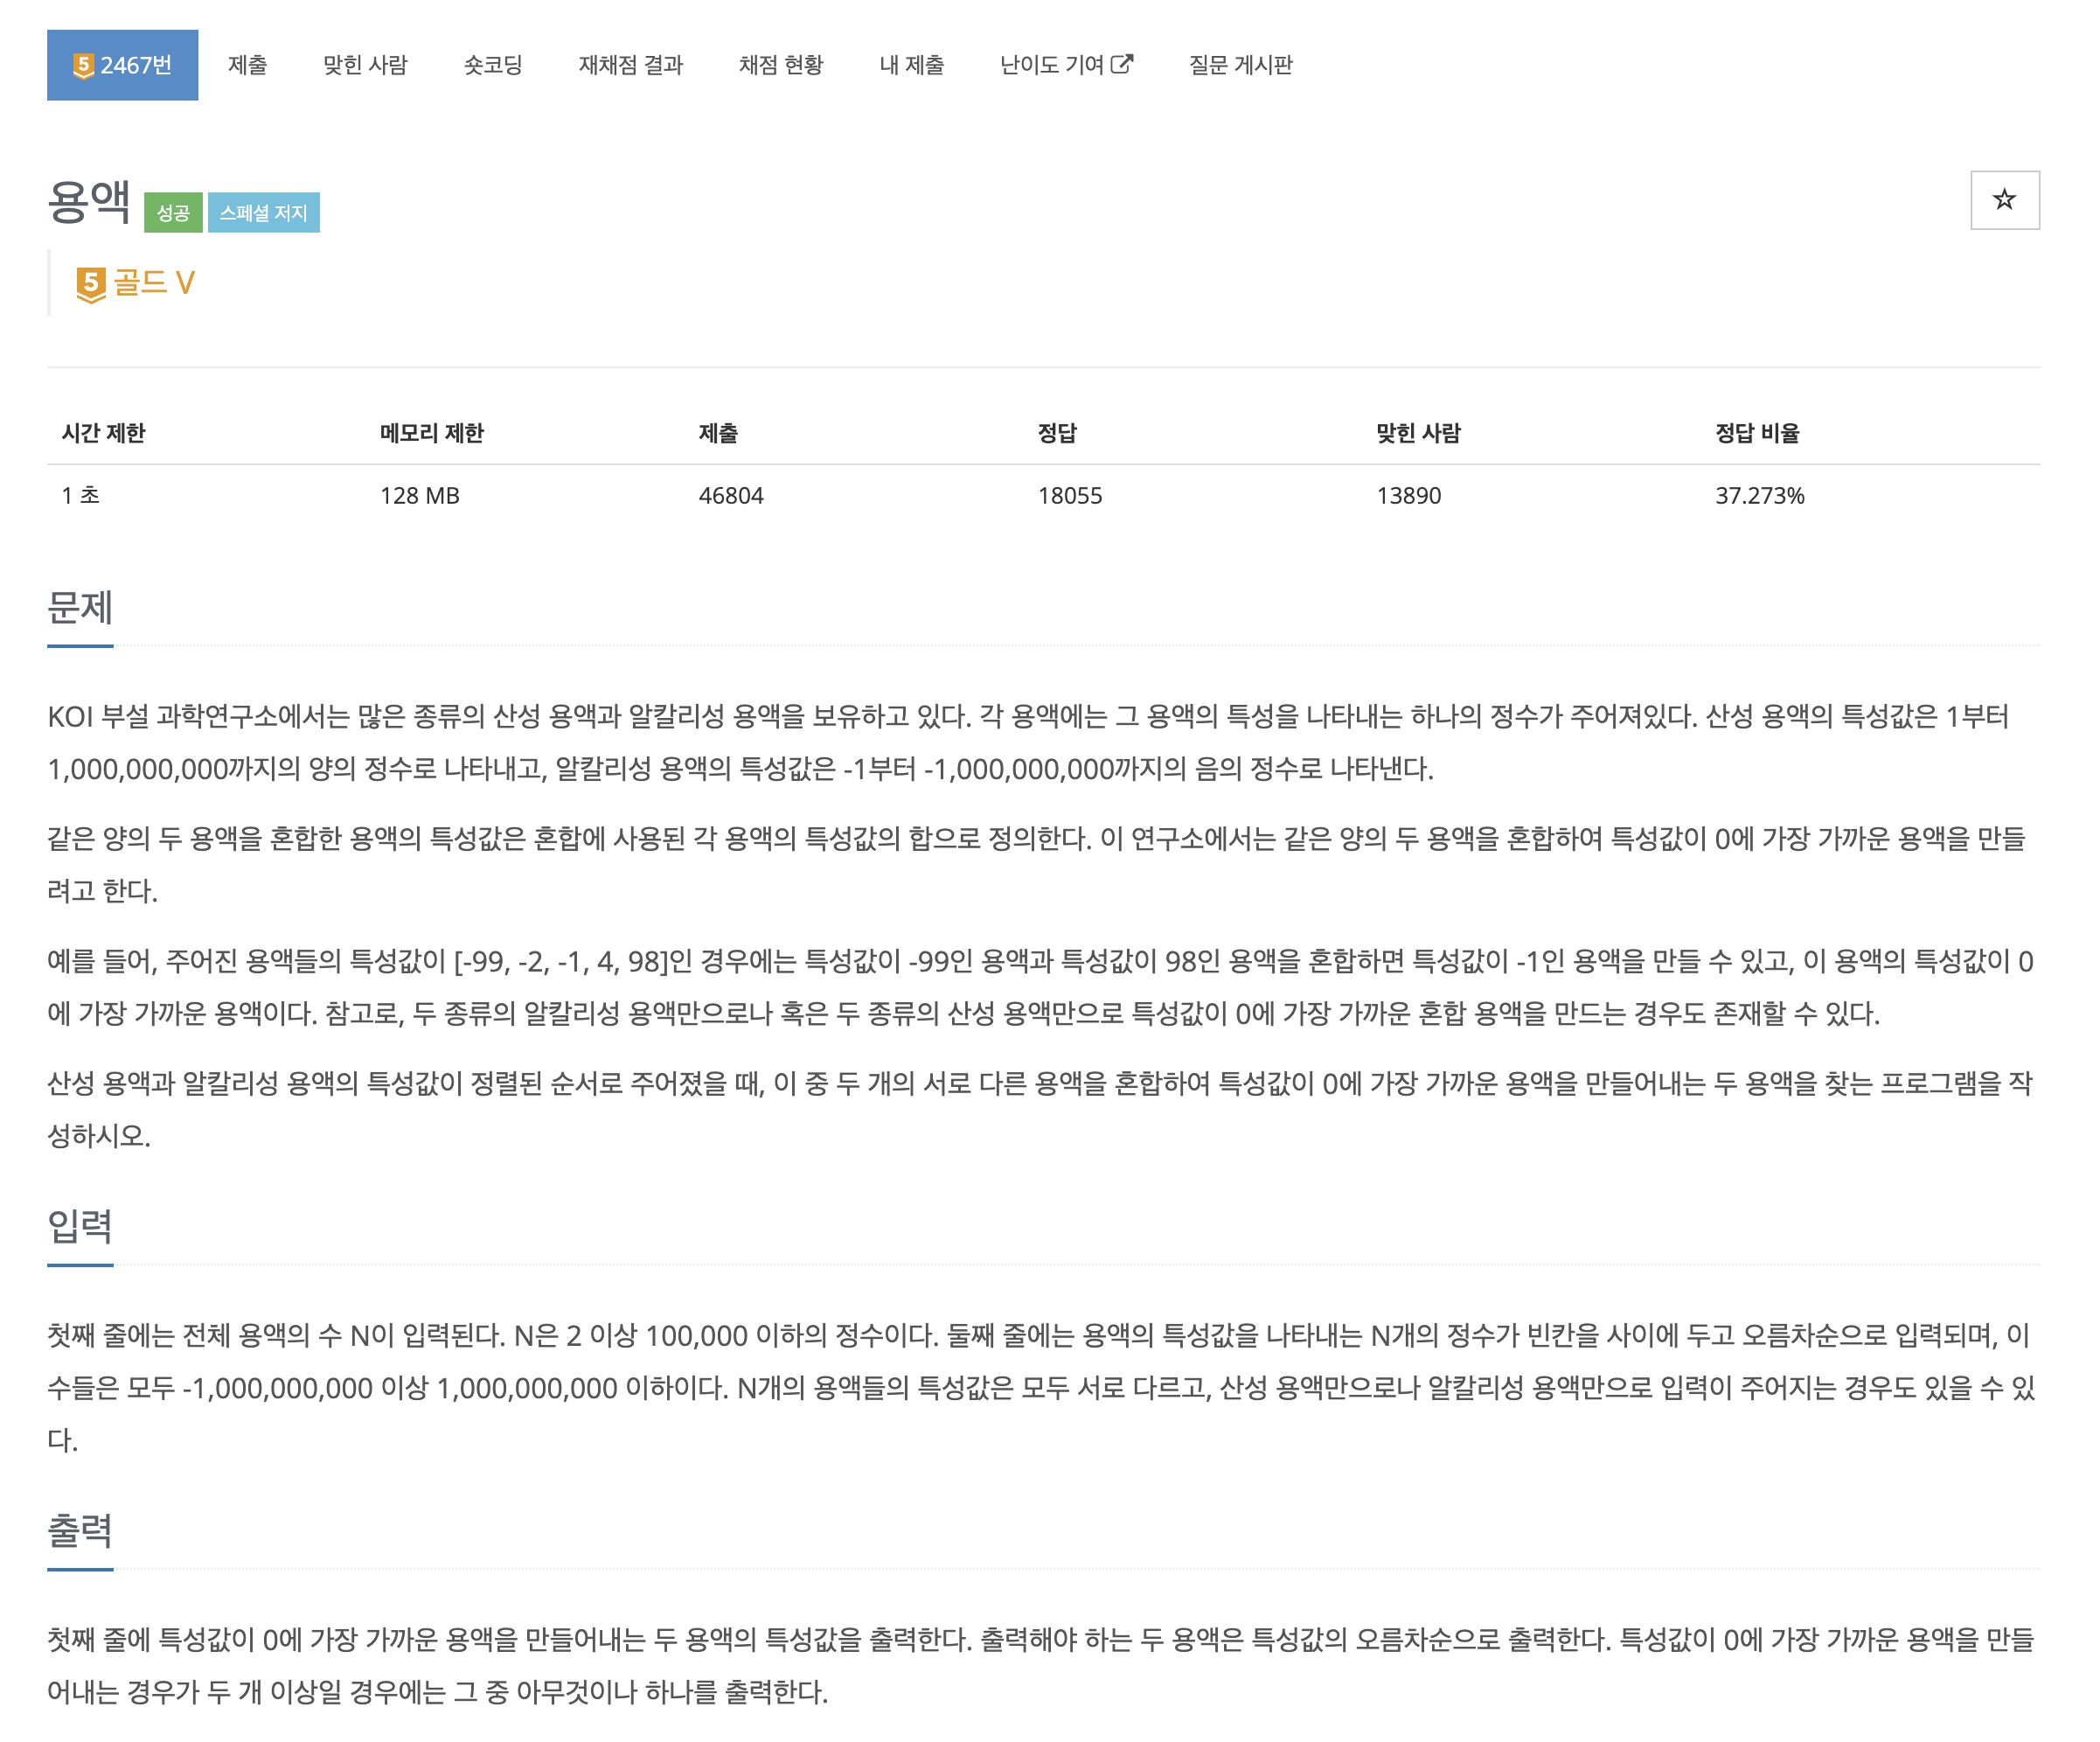 5 2467번 제출 맞힌 사람 숏코딩 재채점 결과 채점 현황 내 제출 난이도 기여 질문 게시판
용액 성공 스페셜 저지
5 골드 V
시간 제한 메모리 제한 제출 정답 맞힌 사람 정답 비율
1 초 128 MB 46804 18055 13890 37.273%
문제
KOI 부설 과학연구소에서는 많은 종류의 산성 용액과 알칼리성 용액을 보유하고 있다. 각 용액에는 그 용액의 특성을 나타내는 하나의 정수가 주어져있다. 산성 용액의 특성값은 1부터
1,000,000,000까지의 양의 정수로 나타내고, 알칼리성 용액의 특성값은 -1부터 -1,000,000,000까지의 음의 정수로 나타낸다.
같은 양의 두 용액을 혼합한 용액의 특성값은 혼합에 사용된 각 용액의 특성값의 합으로 정의한다. 이 연구소에서는 같은 양의 두 용액을 혼합하여 특성값이 0에 가장 가까운 용액을 만들
려고 한다.
예를 들어, 주어진 용액들의 특성값이 [-99, -2, -1, 4, 98]인 경우에는 특성값이 -99인 용액과 특성값이 98인 용액을 혼합하면 특성값이 -1인 용액을 만들 수 있고, 이 용액의 특성값이 0
에 가장 가까운 용액이다. 참고로, 두 종류의 알칼리성 용액만으로나 혹은 두 종류의 산성 용액만으로 특성값이 0에 가장 가까운 혼합 용액을 만드는 경우도 존재할 수 있다.
산성 용액과 알칼리성 용액의 특성값이 정렬된 순서로 주어졌을 때, 이 중 두 개의 서로 다른 용액을 혼합하여 특성값이 0에 가장 가까운 용액을 만들어내는 두 용액을 찾는 프로그램을 작
성하시오.
입력
첫째 줄에는 전체 용액의 수 N이 입력된다. N은 2 이상 100,000 이하의 정수이다. 둘째 줄에는 용액의 특성값을 나타내는 N개의 정수가 빈칸을 사이에 두고 오름차순으로 입력되며, 이
수들은 모두 -1,000,000,000 이상 1,000,000,000 이하이다. N개의 용액들의 특성값은 모두 서로 다르고, 산성 용액만으로나 알칼리성 용액만으로 입력이 주어지는 경우도 있을 수 있
다.
출력
첫째 줄에 특성값이 0에 가장 가까운 용액을 만들어내는 두 용액의 특성값을 출력한다. 출력해야 하는 두 용액은 특성값의 오름차순으로 출력한다. 특성값이 0에 가장 가까운 용액을 만들
어내는 경우가 두 개 이상일 경우에는 그 중 아무것이나 하나를 출력한다.